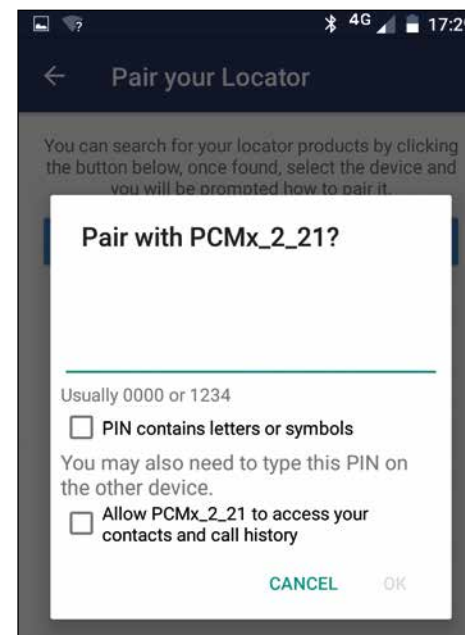 4G 17:2
Pair your Locator
You can search for your locator products by clicking
the button below, once found, select the device and
you will be prompted how to pair it.
Pair with PCMx_2_21?
Usually 0000 or 1234
PIN contains letters or symbols
You may also need to type this PIN on
the other device.
Allow PCMx_2_21 to access your
contacts and call history
CANCEL OK